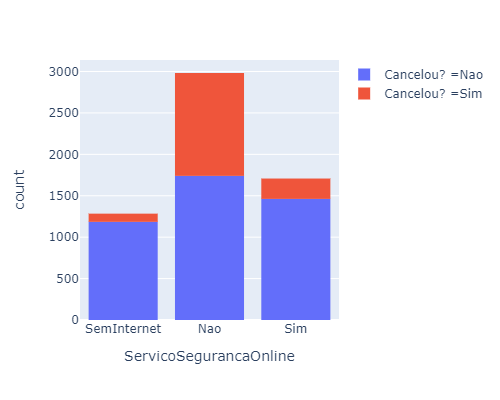 Cancelou? =Nao
Cancelou? =Sim
3000
2500
2000
1500
1000
500
0
count
SemInternet
Nao
Sim
ServicoSegurancaOnline